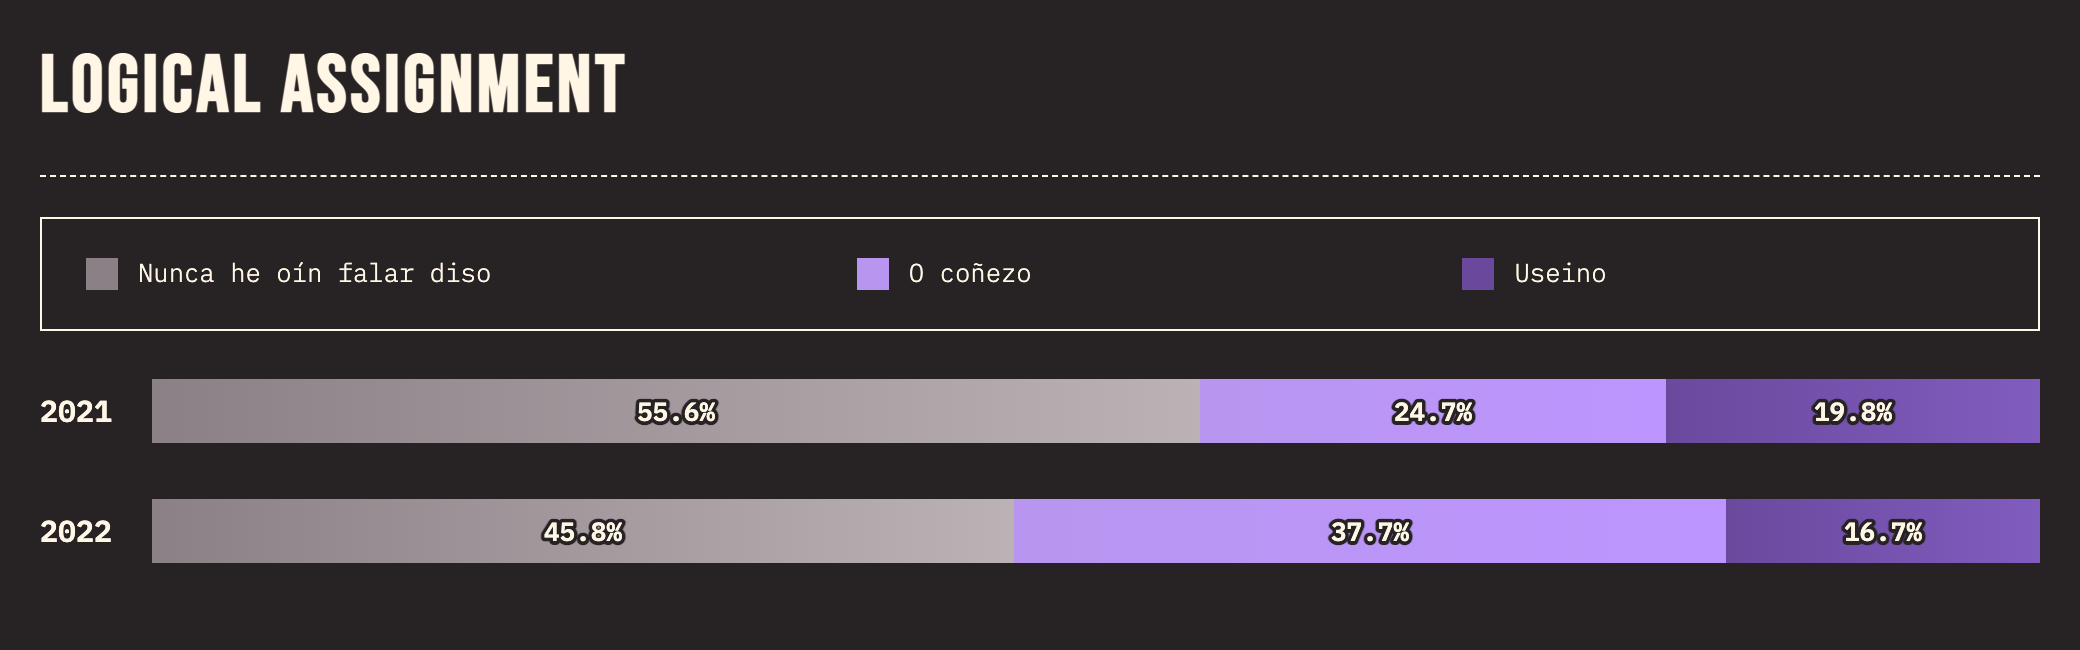 LOGICAL ASSIGNMENT
Nunca he oín falar diso O coñezo Useino
2021 55.6% 24.7% 19.8%
2022 45.8% 37.7% 16.7%